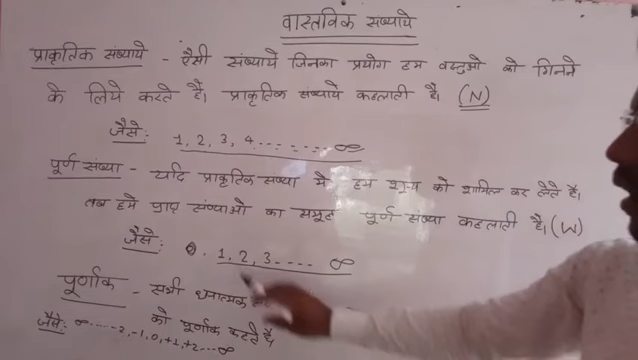 वास्तविक संख्याये
प्राकृतिक संख्याये - ऐसी संख्यायें जिनका प्रयोग हम वस्तुओ को गिनने
के लिये करते हैं। प्राकृतिक संख्याये कहलाती है। (N)
जैसे: 1, 2, 3, 4........... ∞
पूर्ण संख्या - यदि प्राकृतिक संख्या मे हम शून्य को शामिल कर लेते हैं।
तब हमे प्राप्त संख्याओ का समूह पूर्ण संख्या कहलाती है। (W)
जैसे: 0. 1, 2, 3..... ∞
पूर्णांक - सभी धनात्मक
को पूर्णांक कहते हैं
जैसे: ∞......-2,-1,0,+1,+2....∞